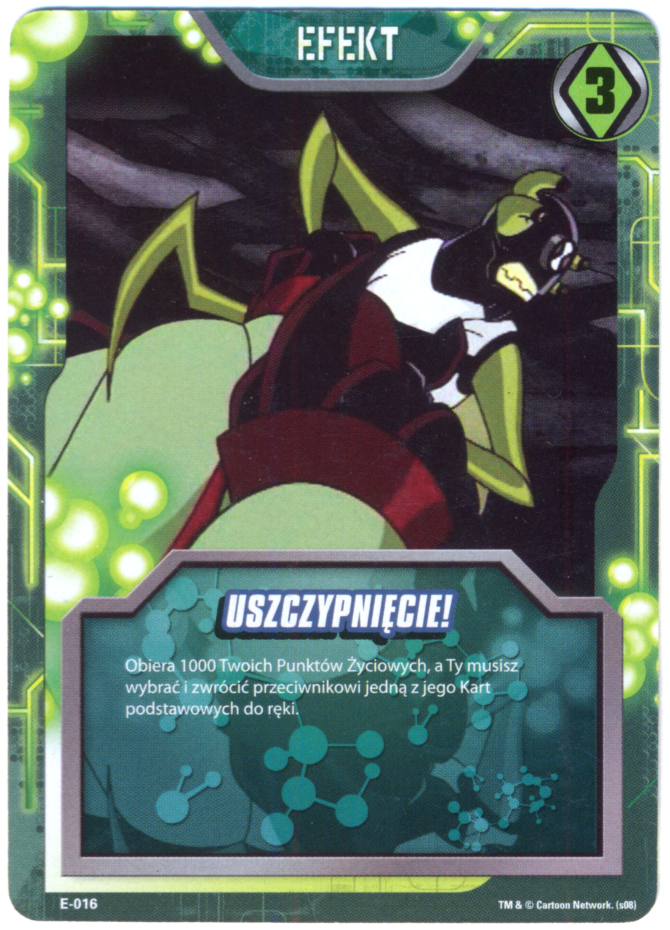 EFEKT
3
USZCZYPNIĘCIE!
Obiera 1000 Twoich Punktów Życiowych, a Ty musisz
wybrać i zwrócić przeciwnikowi jedną z jego Kart
podstawowych do ręki.
E-016
TM & © Cartoon Network. (s08)